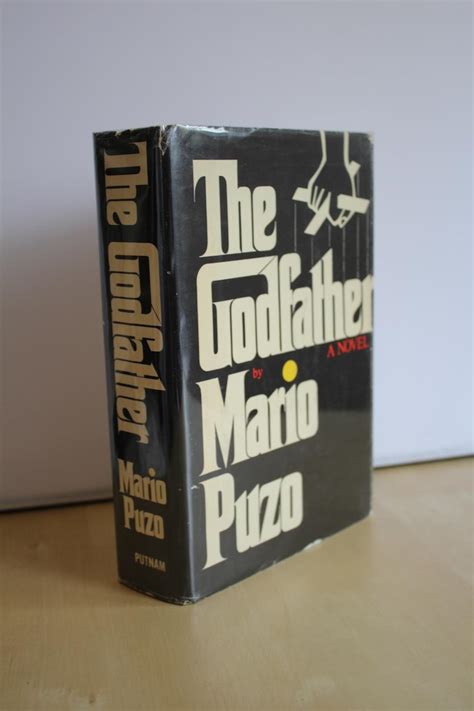 The Godfather
Mario
Puzo
PUTNAM
The
Godfather
A NOVEL
by
Mario
Puzo